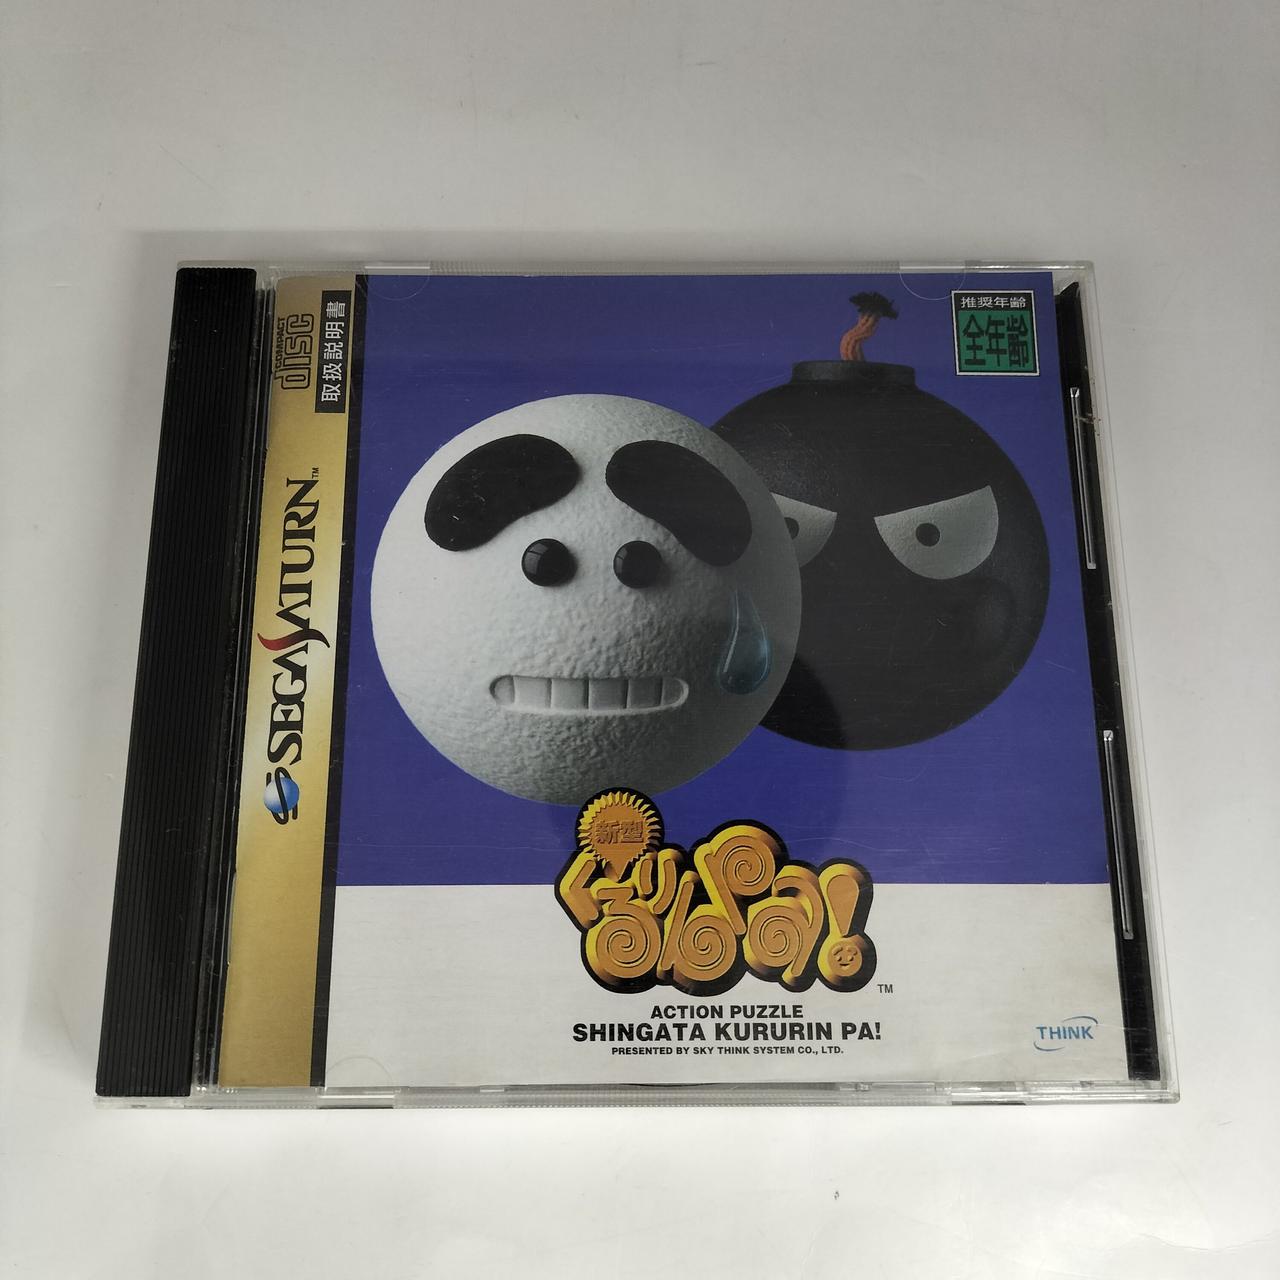 COMPACT
disc
取扱説明書
SEGA SATURN™
推奨年齢
全年齢
新型
くるりんPa!
TM
ACTION PUZZLE
SHINGATA KURURIN PA!
PRESENTED BY SKY THINK SYSTEM CO., LTD.
THINK